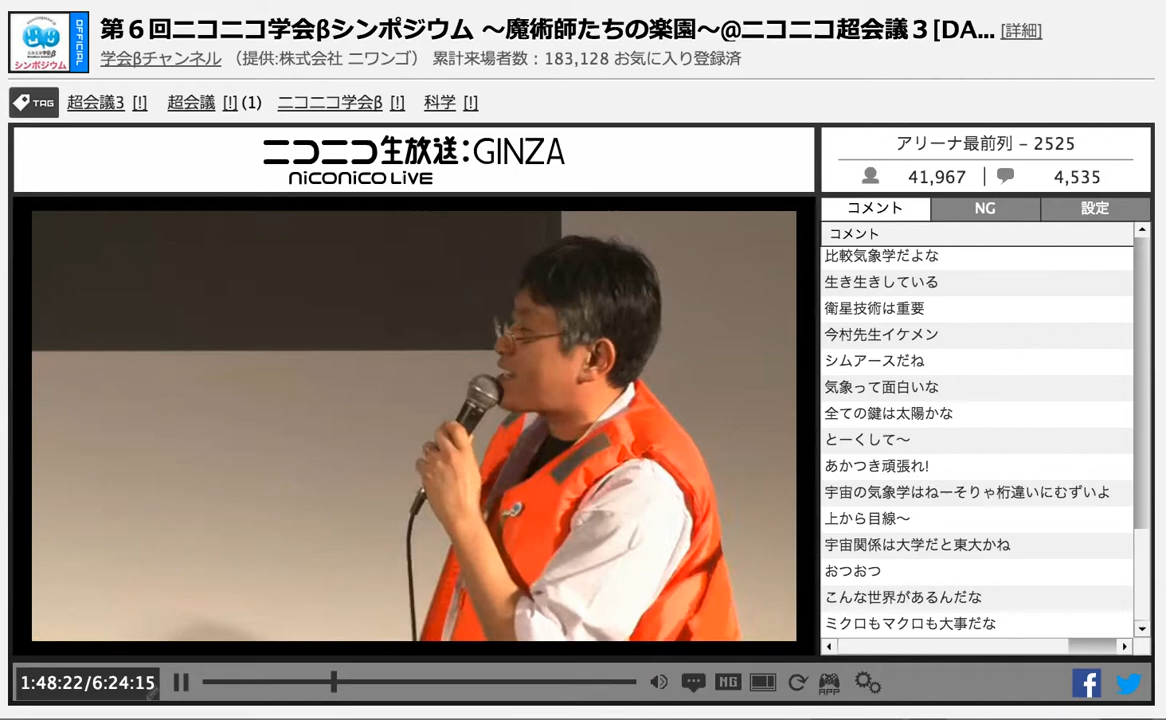 第６回ニコニコ学会βシンポジウム ～魔術師たちの楽園～@ニコニコ超会議３[DA... [詳細]
OFFICIAL
シンポジウム
学会βチャンネル （提供:株式会社 ニワンゴ） 累計来場者数：183,128 お気に入り登録済
TAG 超会議3 [!] 超会議 [!] (1) ニコニコ学会β [!] 科学 [!]
ニコニコ生放送:GINZA
niconico LiVE
アリーナ最前列 – 2525
41,967 | 4,535
コメント NG 設定
コメント
比較気象学だよな
生き生きしている
衛星技術は重要
今村先生イケメン
シムアースだね
気象って面白いな
全ての鍵は太陽かな
とーくして～
あかつき頑張れ!
宇宙の気象学はねーそりゃ桁違いにむずいよ
上から目線～
宇宙関係は大学だと東大かね
おつおつ
こんな世界があるんだな
ミクロもマクロも大事だな
1:48:22/6:24:15 NG APP f